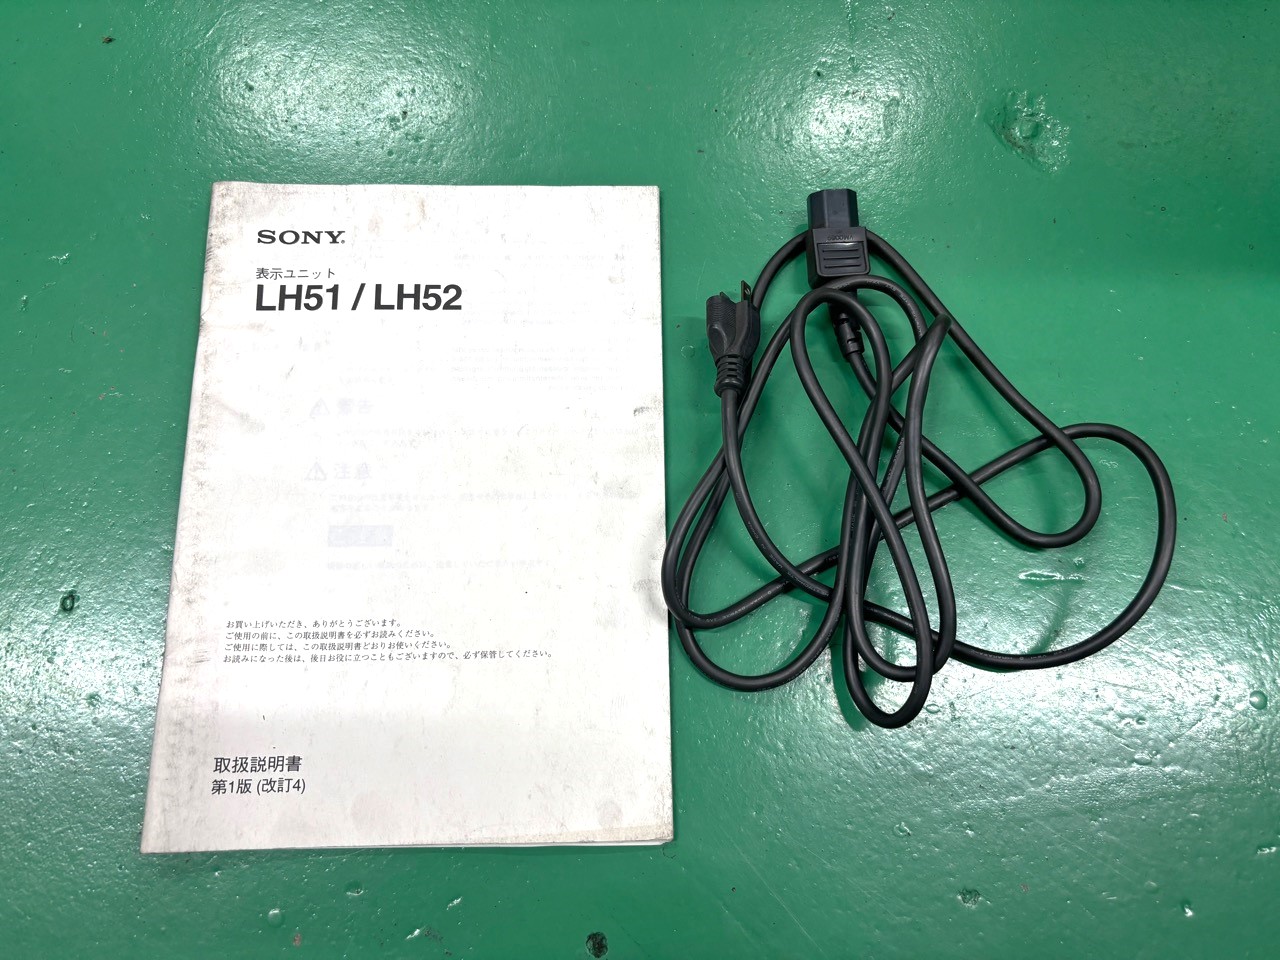 SONY®
表示ユニット
LH51 / LH52
お買い上げいただき、ありがとうございます。
ご使用の前に、この取扱説明書を必ずお読みください。
ご使用に際しては、この取扱説明書どおりお使いください。
お読みになった後は、後日お役に立つこともございますので、必ず保管してください。
取扱説明書
第1版 (改訂4)